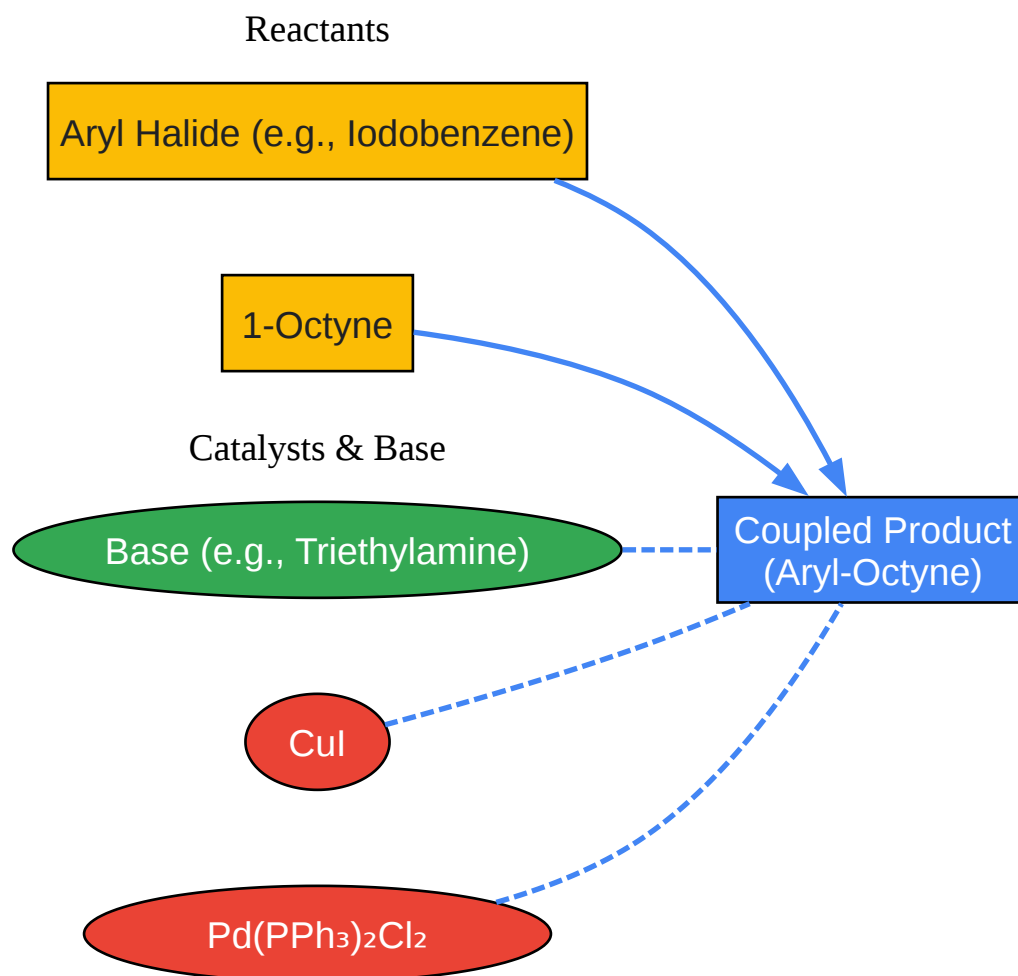 Reactants
Aryl Halide (e.g., Iodobenzene)
1-Octyne
Catalysts & Base
Base (e.g., Triethylamine)
Coupled Product
(Aryl-Octyne)
CuI
Pd(PPh₃)₂Cl₂